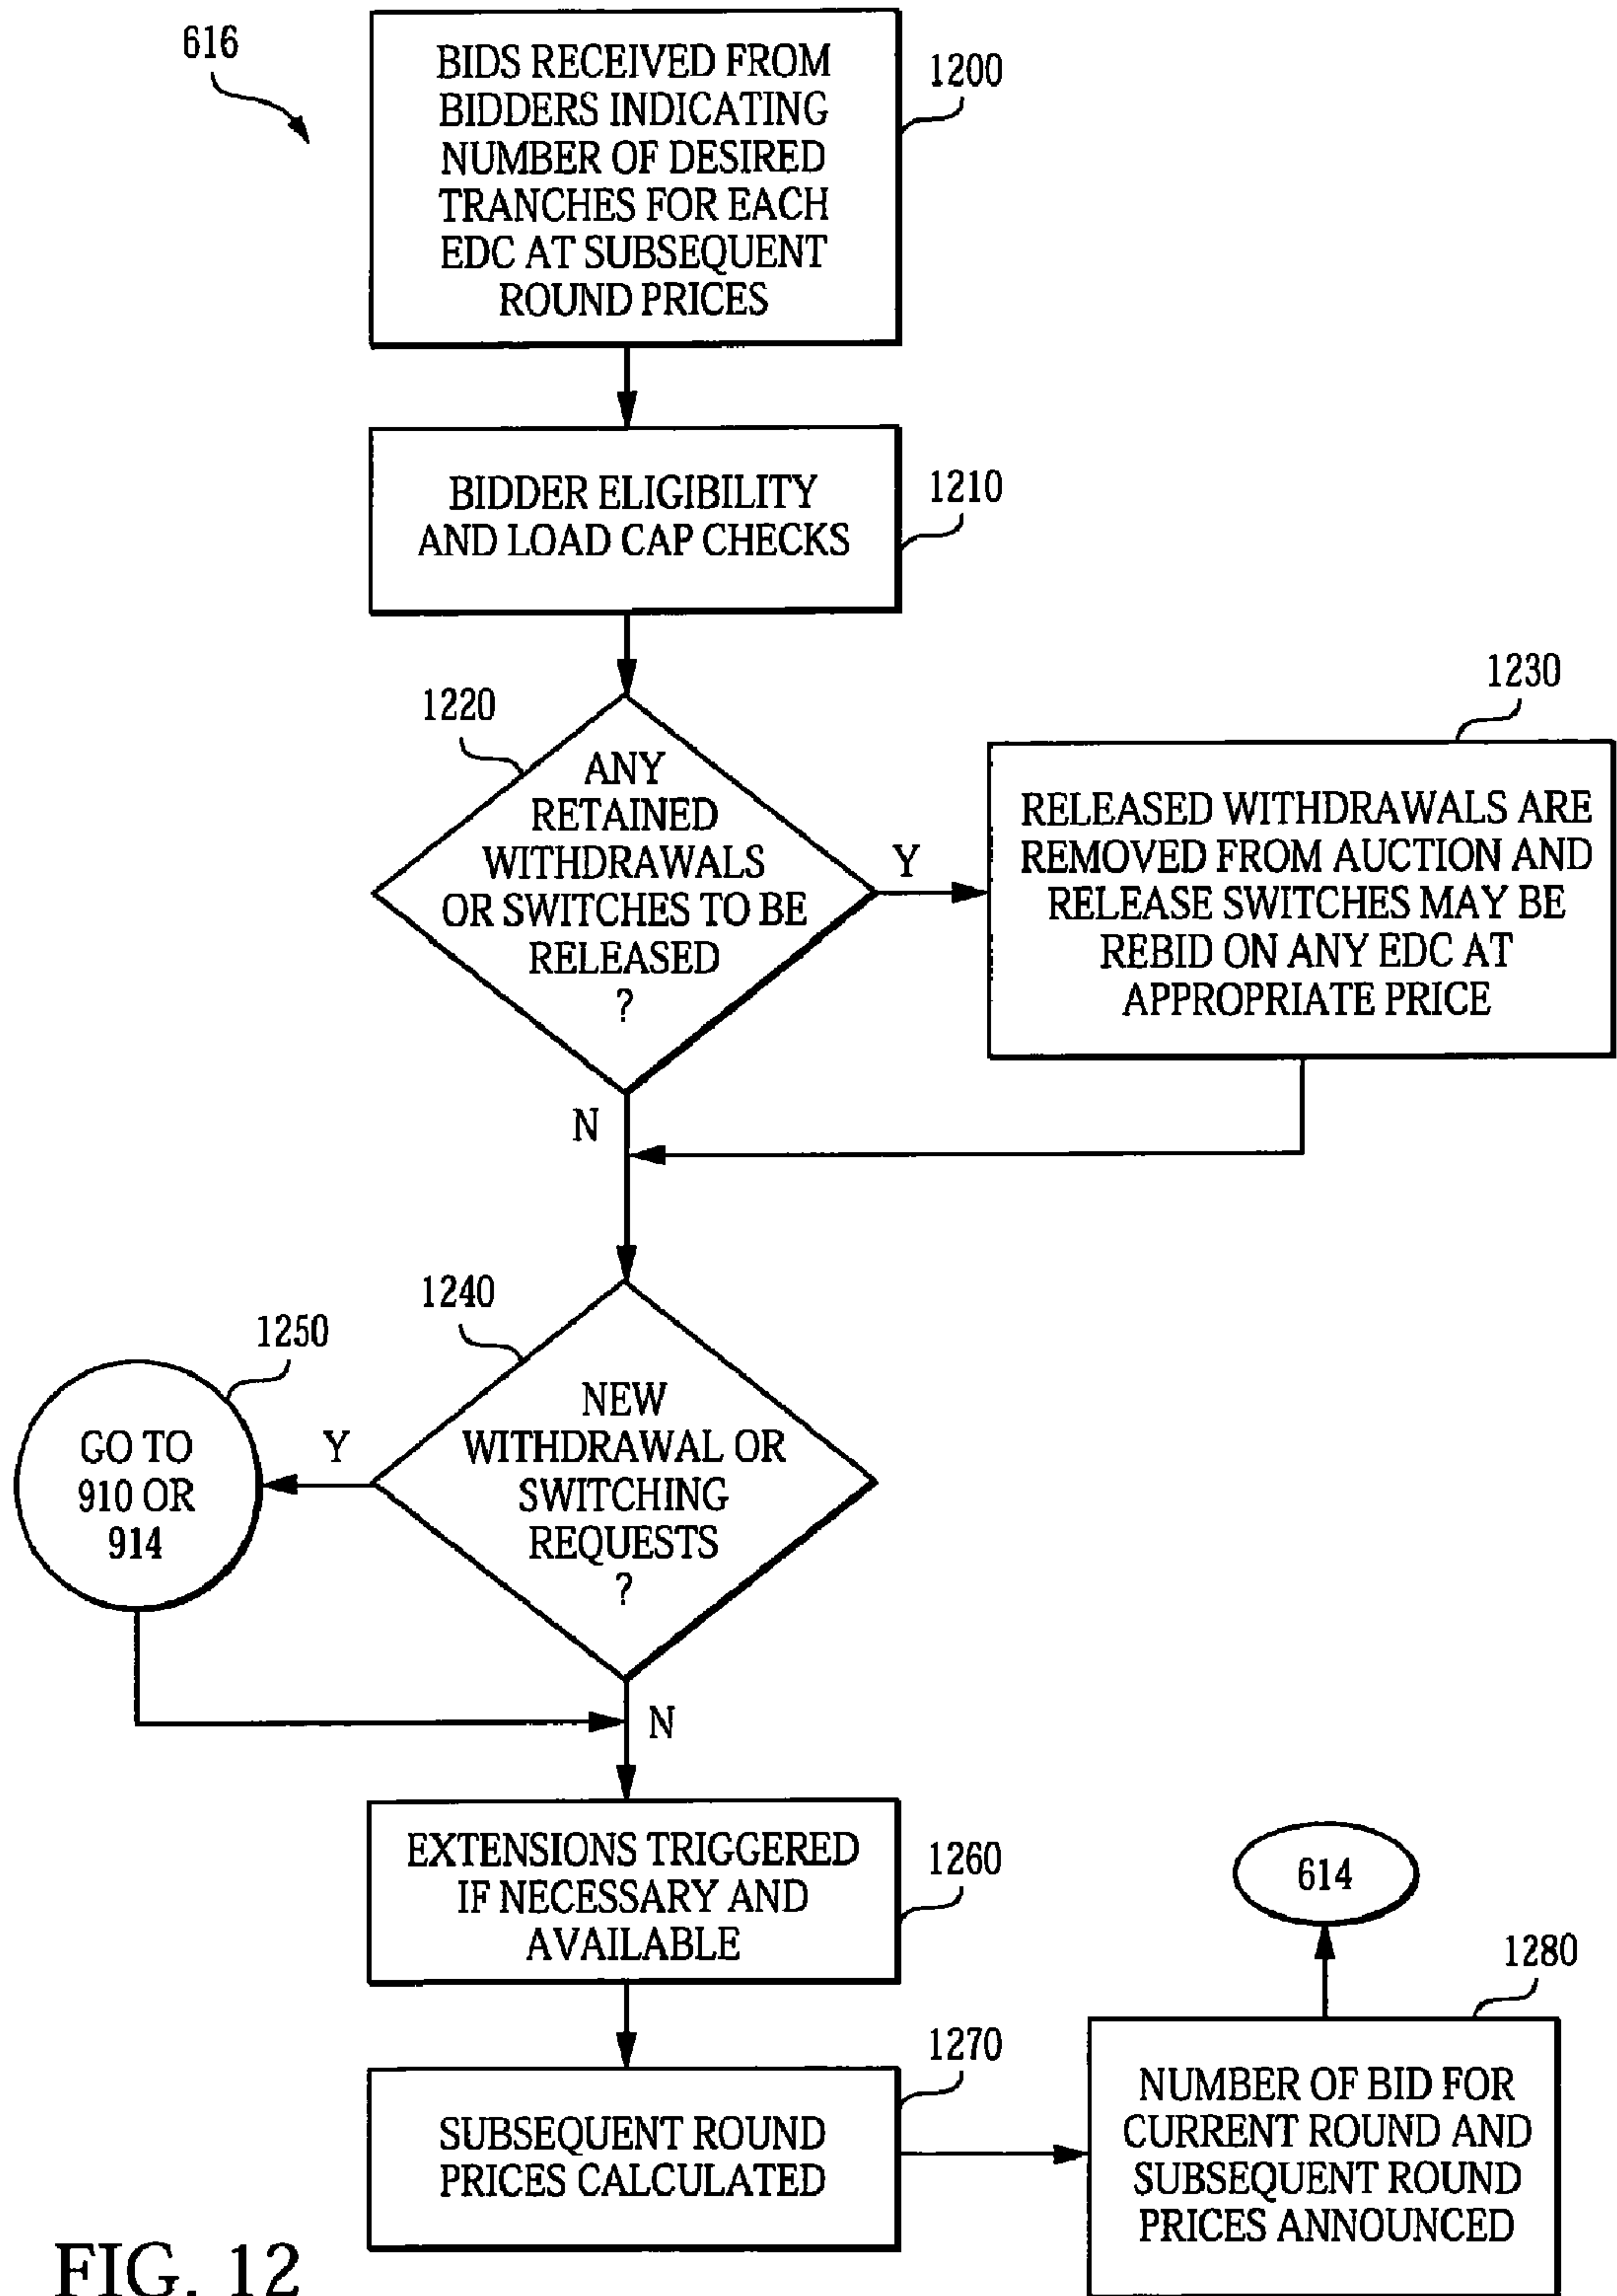 616
BIDS RECEIVED FROM
BIDDERS INDICATING
NUMBER OF DESIRED
TRANCHES FOR EACH
EDC AT SUBSEQUENT
ROUND PRICES
1200
BIDDER ELIGIBILITY
AND LOAD CAP CHECKS
1210
1220
ANY
RETAINED
WITHDRAWALS
OR SWITCHES TO BE
RELEASED
?
Y
N
1230
RELEASED WITHDRAWALS ARE
REMOVED FROM AUCTION AND
RELEASE SWITCHES MAY BE
REBID ON ANY EDC AT
APPROPRIATE PRICE
1240
NEW
WITHDRAWAL OR
SWITCHING
REQUESTS
?
Y
N
1250
GO TO
910 OR
914
EXTENSIONS TRIGGERED
IF NECESSARY AND
AVAILABLE
1260
SUBSEQUENT ROUND
PRICES CALCULATED
1270
614
1280
NUMBER OF BID FOR
CURRENT ROUND AND
SUBSEQUENT ROUND
PRICES ANNOUNCED
FIG. 12